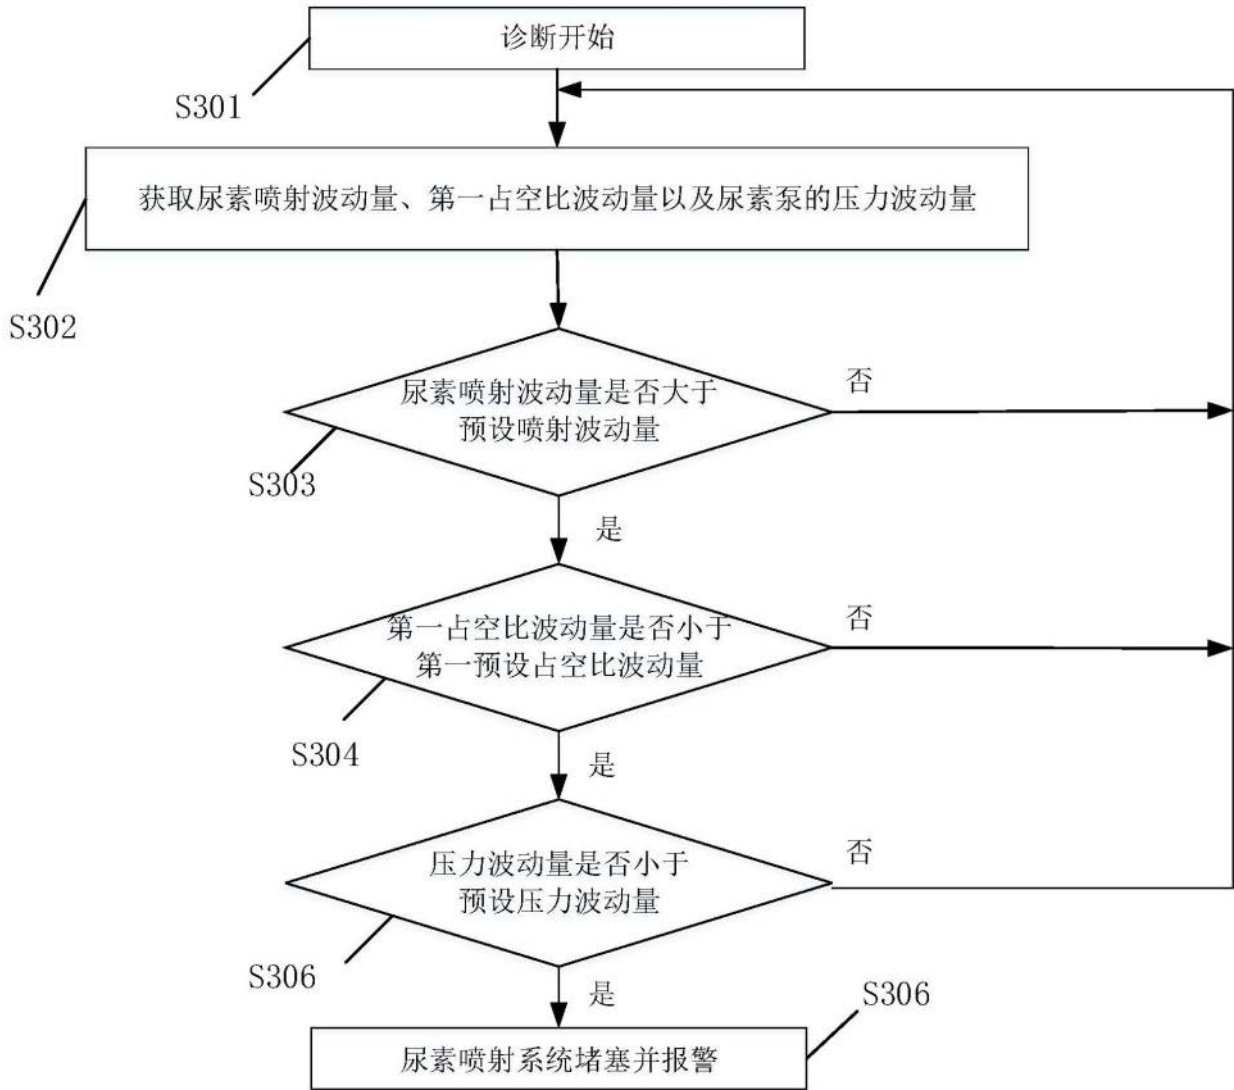 诊断开始
S301
获取尿素喷射波动量、第一占空比波动量以及尿素泵的压力波动量
S302
尿素喷射波动量是否大于
预设喷射波动量
否
S303
是
第一占空比波动量是否小于
第一预设占空比波动量
否
S304
是
压力波动量是否小于
预设压力波动量
否
S306
是
S306
尿素喷射系统堵塞并报警